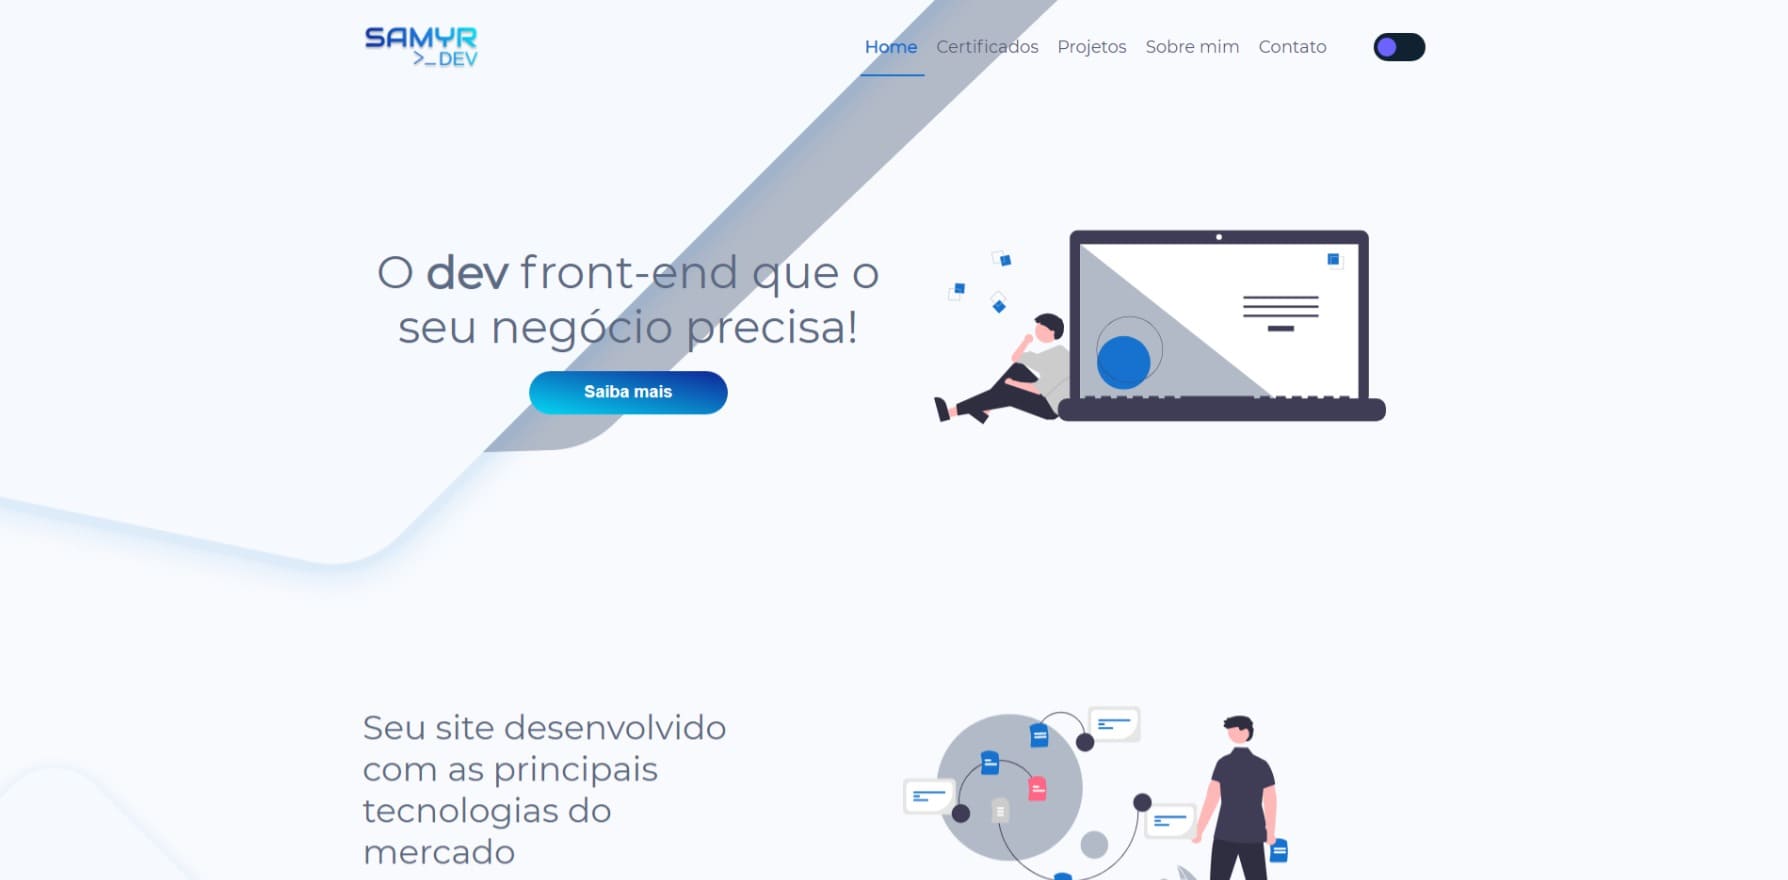 SAMYR
>_DEV
Home Certificados Projetos Sobre mim Contato
O dev front-end que o
seu negócio precisa!
Saiba mais
Seu site desenvolvido
com as principais
tecnologias do
mercado